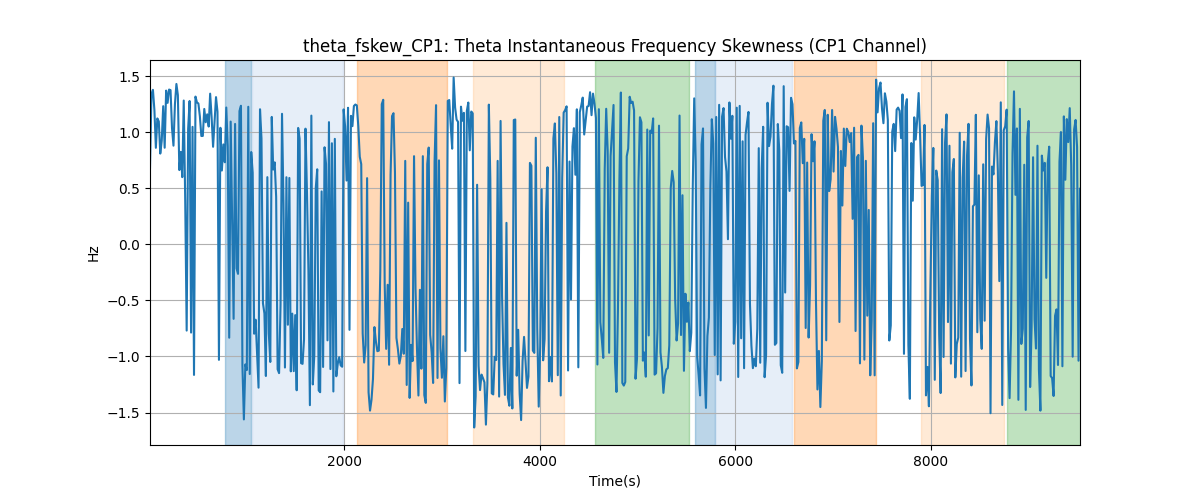 theta_fskew_CP1: Theta Instantaneous Frequency Skewness (CP1 Channel)
1.5
1.0
0.5
0.0
−0.5
−1.0
−1.5
Hz
2000 4000 6000 8000
Time(s)